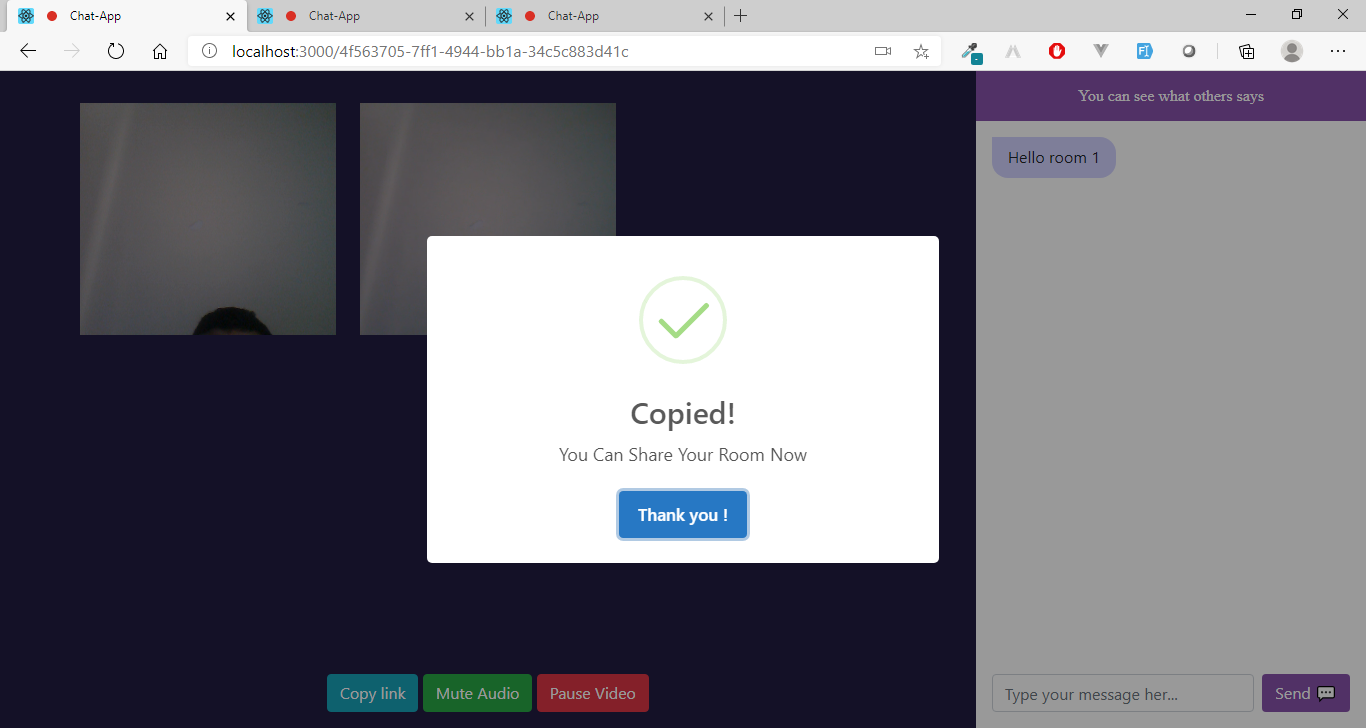 Chat-App
Chat-App
Chat-App
localhost:3000/4f563705-7ff1-4944-bb1a-34c5c883d41c
You can see what others says
Hello room 1
Copied!
You Can Share Your Room Now
Thank you !
Copy link
Mute Audio
Pause Video
Type your message her...
Send